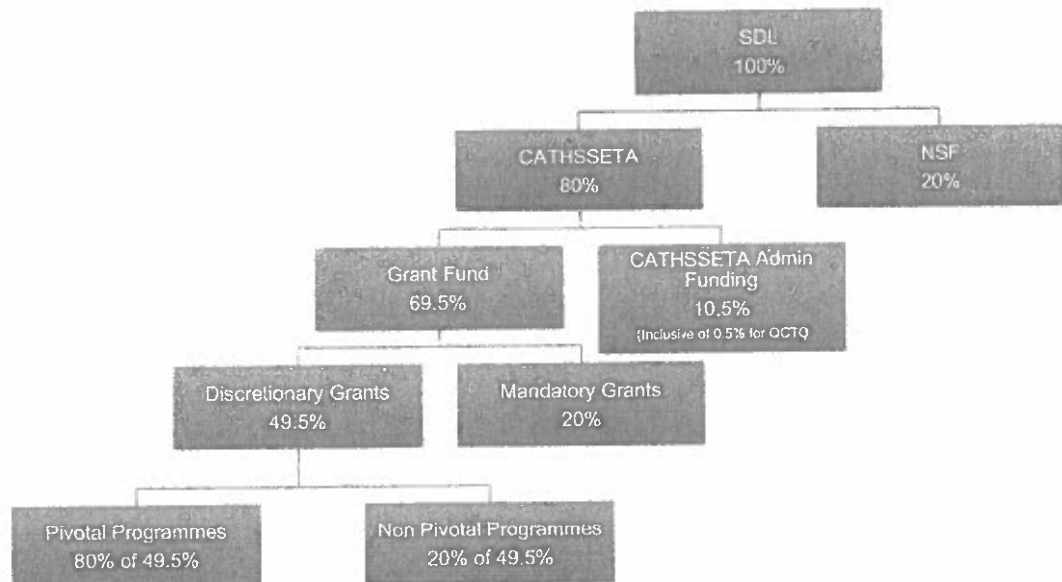 SDL
100%
CATHSSETA
80%
NSF
20%
Grant Fund
69.5%
CATHSSETA Admin
Funding
10.5%
(Inclusive of 0.5% for QCTO)
Discretionary Grants
49.5%
Mandatory Grants
20%
Pivotal Programmes
80% of 49.5%
Non Pivotal Programmes
20% of 49.5%